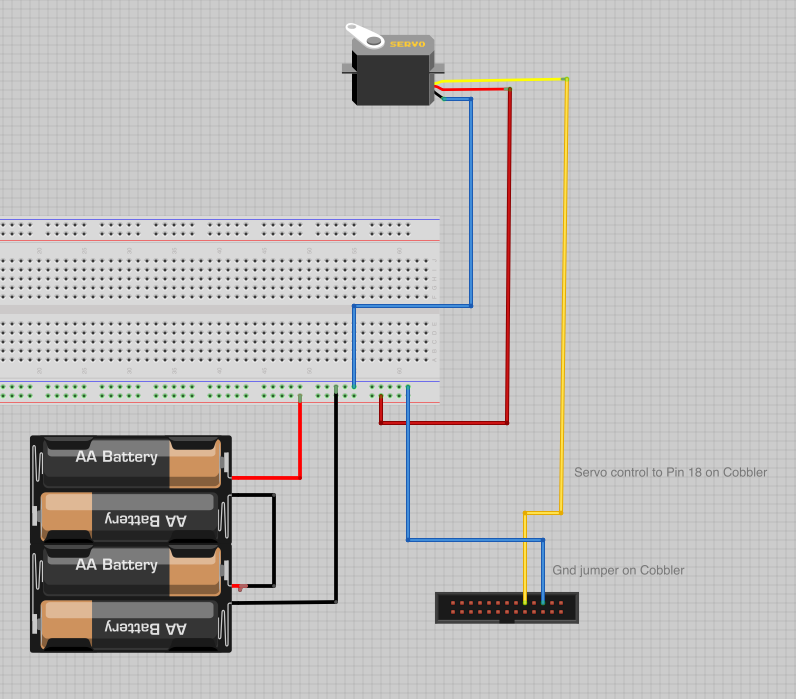 SERVO
AA Battery
AA Battery
AA Battery
AA Battery
Servo control to Pin 18 on Cobbler
Gnd jumper on Cobbler